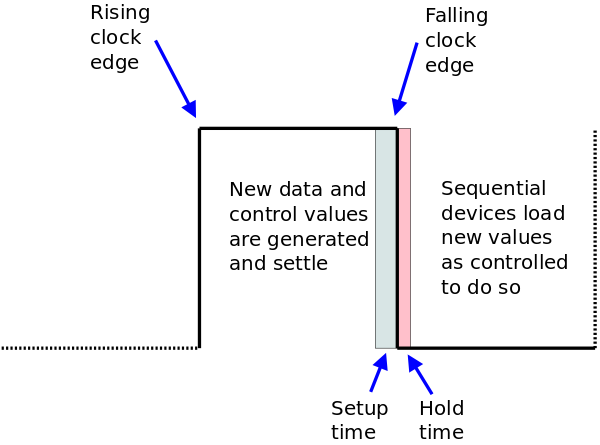 Rising
clock
edge
Falling
clock
edge
New data and
control values
are generated
and settle
Sequential
devices load
new values
as controlled
to do so
Setup
time
Hold
time